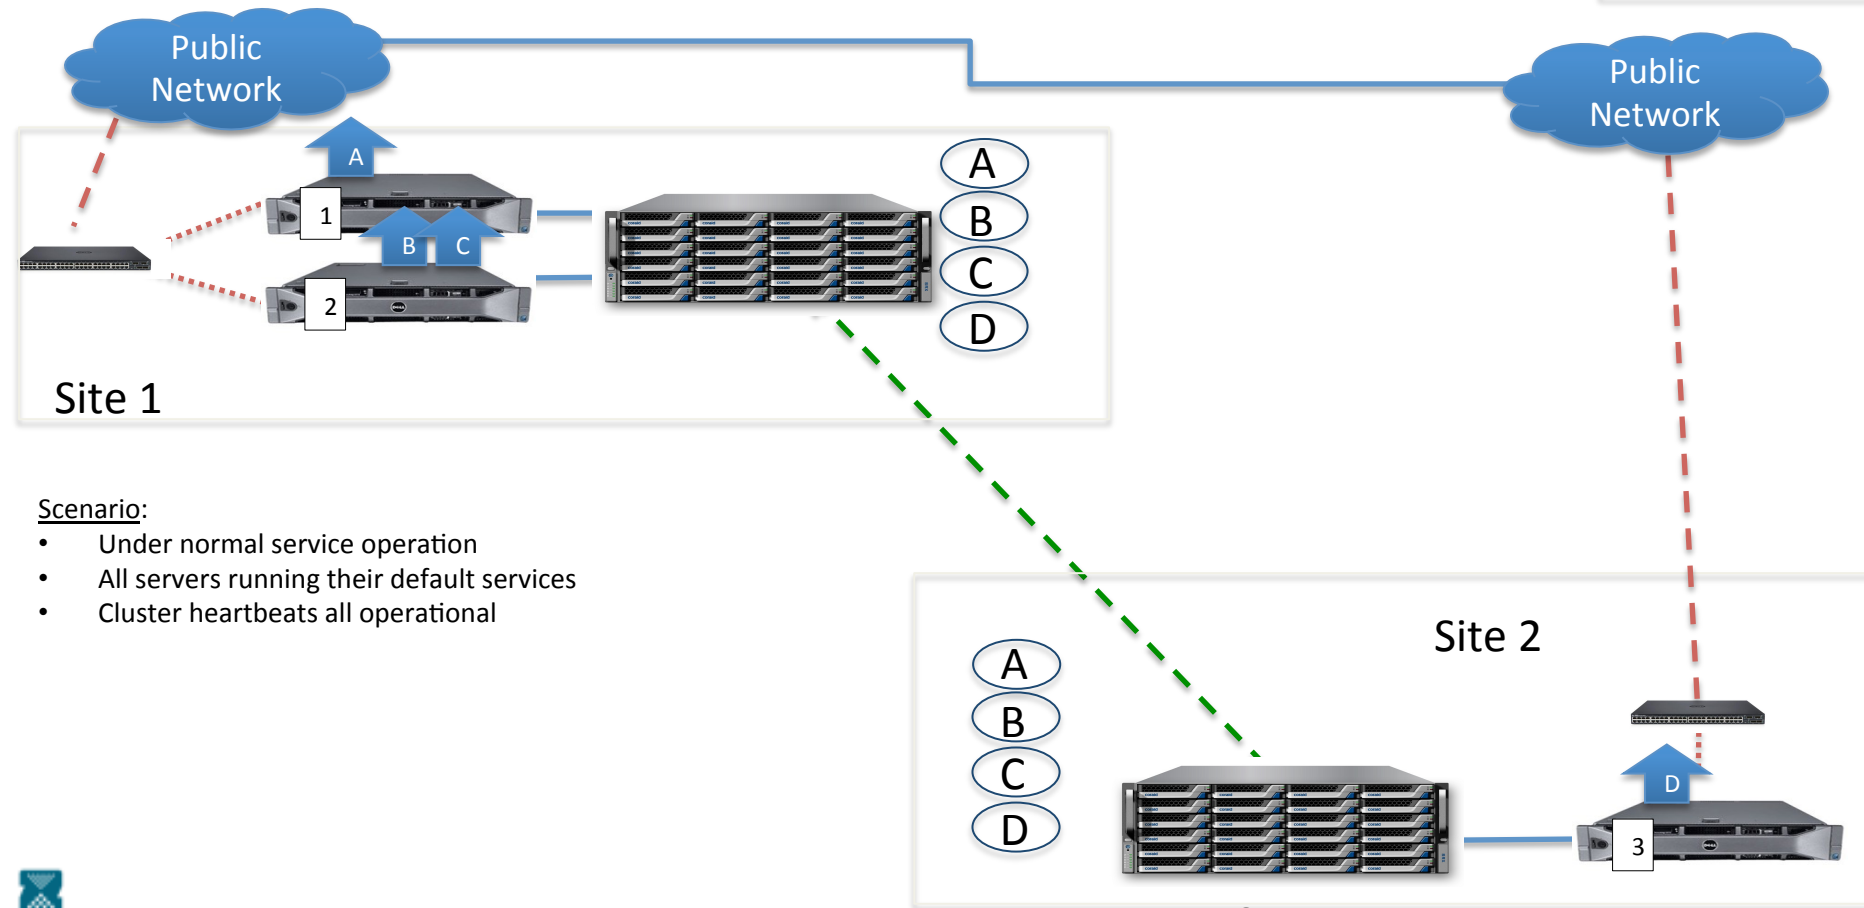 Public
Network
Public
Network
A
1
B
C
2
A
B
C
D
Site 1
Scenario:
• Under normal service operation
• All servers running their default services
• Cluster heartbeats all operational
Site 2
A
B
C
D
D
3